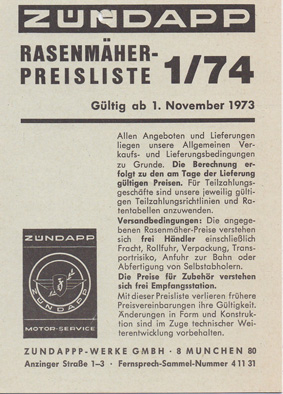 ZÜNDAPP
RASENMÄHER-
PREISLISTE 1/74
Gültig ab 1. November 1973
Allen Angeboten und Lieferungen
liegen unsere Allgemeinen Ver-
kaufs- und Lieferungsbedingungen
zu Grunde. Die Berechnung er-
folgt zu den am Tage der Lieferung
gültigen Preisen. Für Teilzahlungs-
geschäfte sind unsere jeweilig gülti-
gen Teilzahlungsrichtlinien und Ra-
tentabellen anzuwenden.
Versandbedingungen: Die angege-
benen Rasenmäher-Preise verstehen
sich frei Händler einschließlich
Fracht, Rollfuhr, Verpackung, Trans-
portrisiko, Anfuhr zur Bahn oder
Abfertigung von Selbstabholern.
Die Preise für Zubehör verstehen
sich frei Empfangsstation.
Mit dieser Preisliste verlieren frühere
Preisvereinbarungen ihre Gültigkeit.
Änderungen in Form und Konstruk-
tion sind im Zuge technischer Wei-
terentwicklung vorbehalten.
ZÜNDAPP
ZÜNDAPP
MOTOR-SERVICE
ZUNDAPPP-WERKE GMBH · 8 MUNCHEN 80
Anzinger Straße 1–3 · Fernsprech-Sammel-Nummer 41131